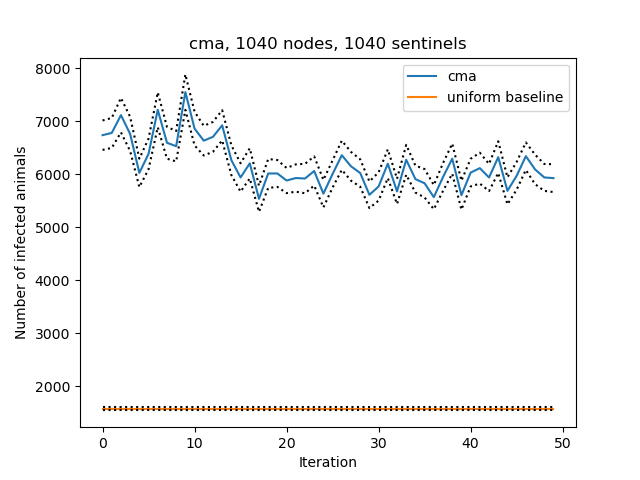 cma, 1040 nodes, 1040 sentinels
cma
uniform baseline
Number of infected animals
8000
7000
6000
5000
4000
3000
2000
0 10 20 30 40 50
Iteration